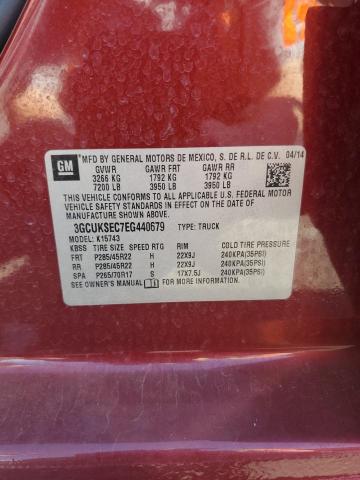 GM
MFD BY GENERAL MOTORS DE MEXICO, S. DE R.L. DE C.V. 04/14
GVWR GAWR FRT GAWR RR
3266 KG 1792 KG 1792 KG
7200 LB 3950 LB 3950 LB
THIS VEHICLE CONFORMS TO ALL APPLICABLE U.S. FEDERAL MOTOR
VEHICLE SAFETY STANDARDS IN EFFECT ON THE DATE OF
MANUFACTURE SHOWN ABOVE.
3GCUKSEC7EG440679 TYPE: TRUCK
MODEL: K15743
KBSS TIRE SIZE SPEED RTG RIM COLD TIRE PRESSURE
FRT P285/45R22 H 22X9J 240KPA(35PSI)
RR P285/45R22 H 22X9J 240KPA(35PSI)
SPA P265/70R17 S 17X7.5J 240KPA(35PSI)
SEE OWNER'S MANUAL FOR MORE INFORMATION.